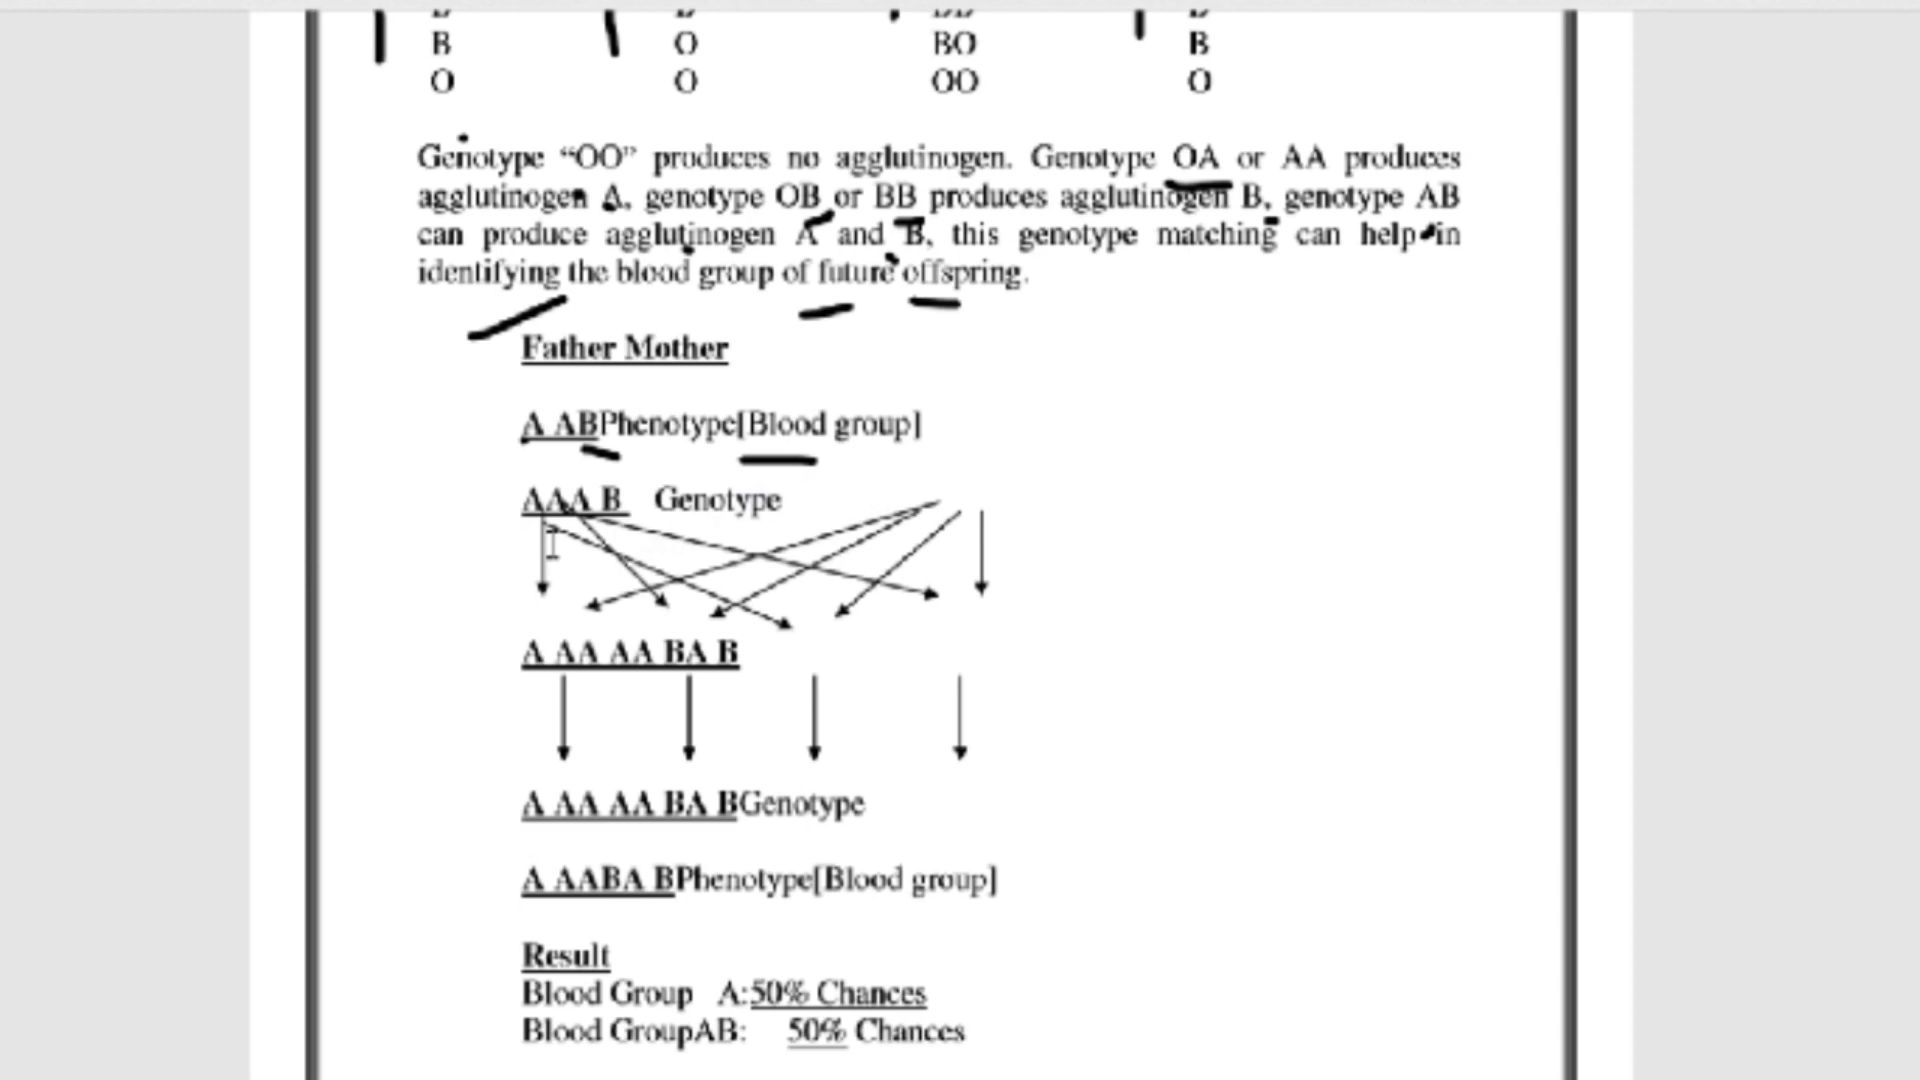 B O BO B
O O OO O
Genotype “OO” produces no agglutinogen. Genotype OA or AA produces
agglutinogen A, genotype OB or BB produces agglutinogen B, genotype AB
can produce agglutinogen A and B, this genotype matching can help in
identifying the blood group of future offspring.
Father Mother
A ABPhenotype[Blood group]
AAA B Genotype
A AA AA BA B
A AA AA BA BGenotype
A AABA BPhenotype[Blood group]
Result
Blood Group A:50% Chances
Blood GroupAB: 50% Chances